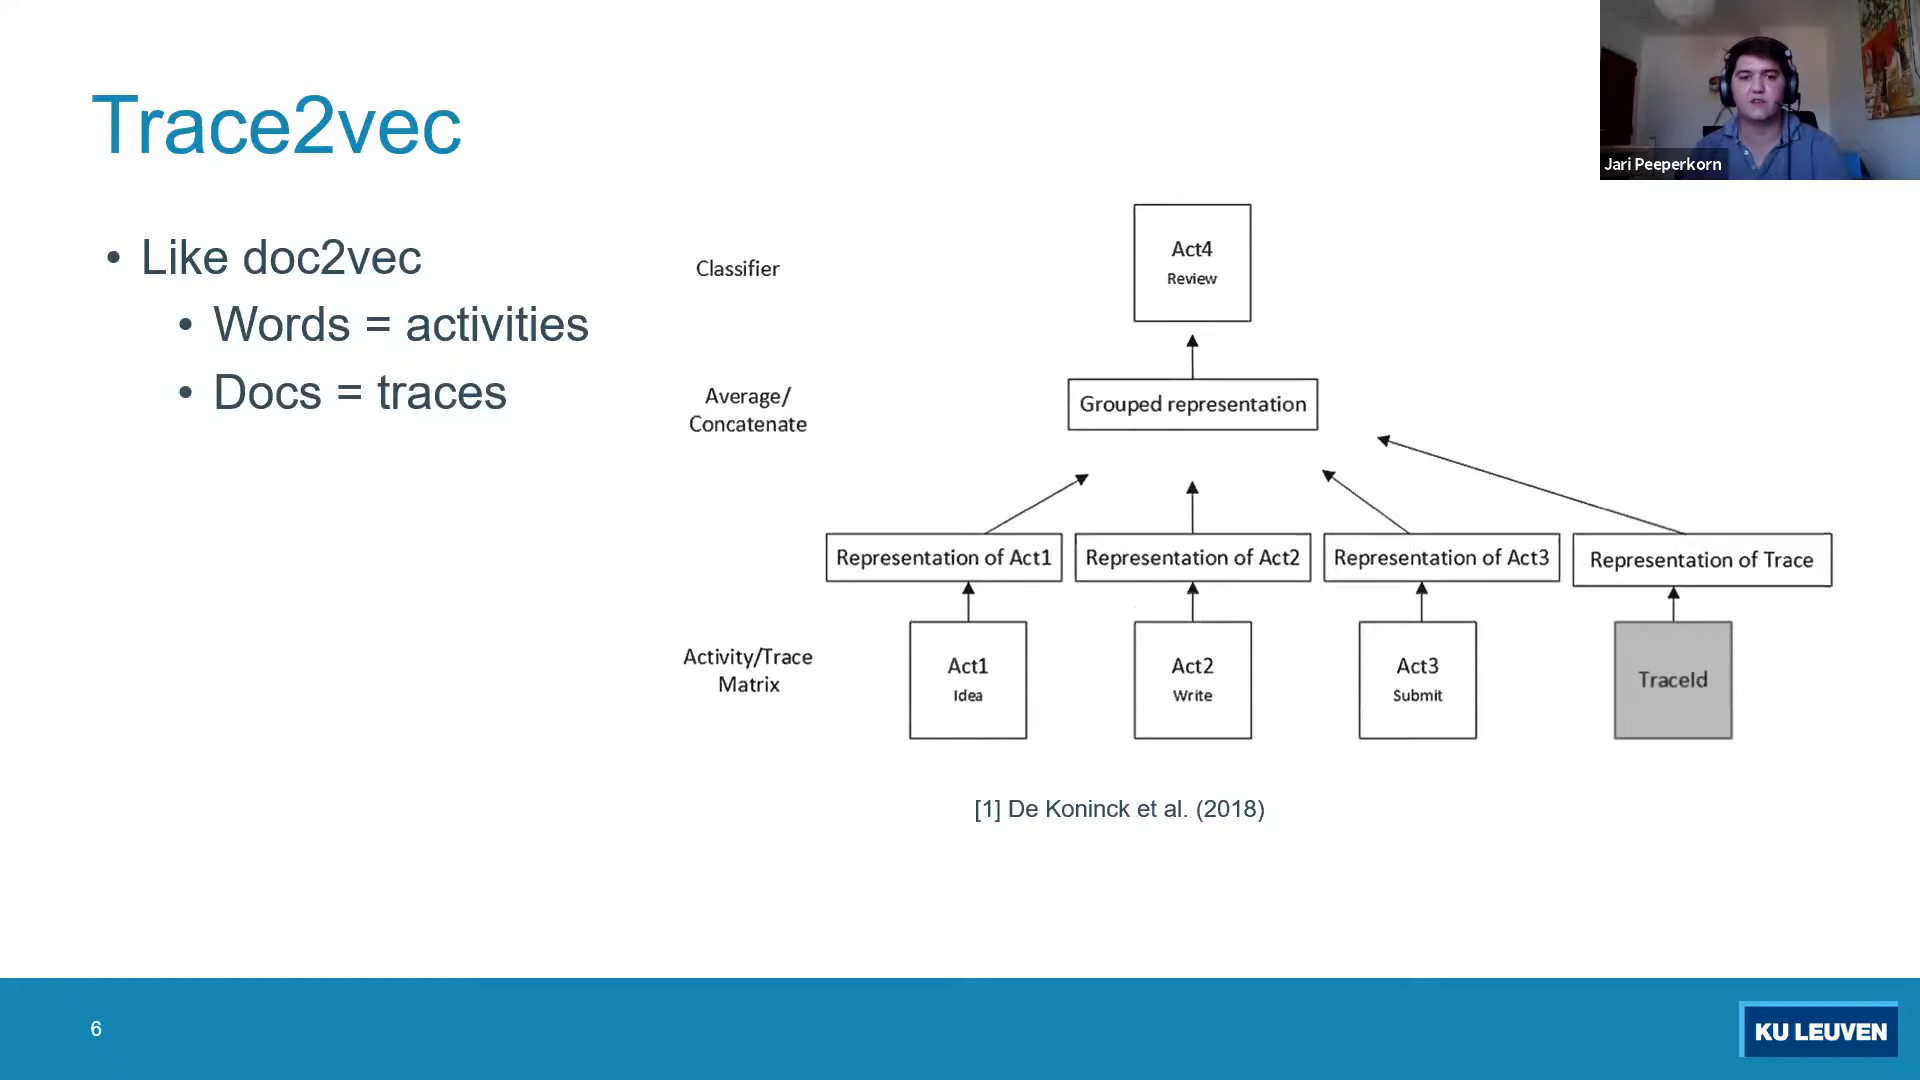 Trace2vec
Jari Peeperkorn
• Like doc2vec
• Words = activities
• Docs = traces
Classifier
Act4
Review
Average/
Concatenate
Grouped representation
Representation of Act1
Representation of Act2
Representation of Act3
Representation of Trace
Activity/Trace
Matrix
Act1
Idea
Act2
Write
Act3
Submit
TraceId
[1] De Koninck et al. (2018)
6
KU LEUVEN